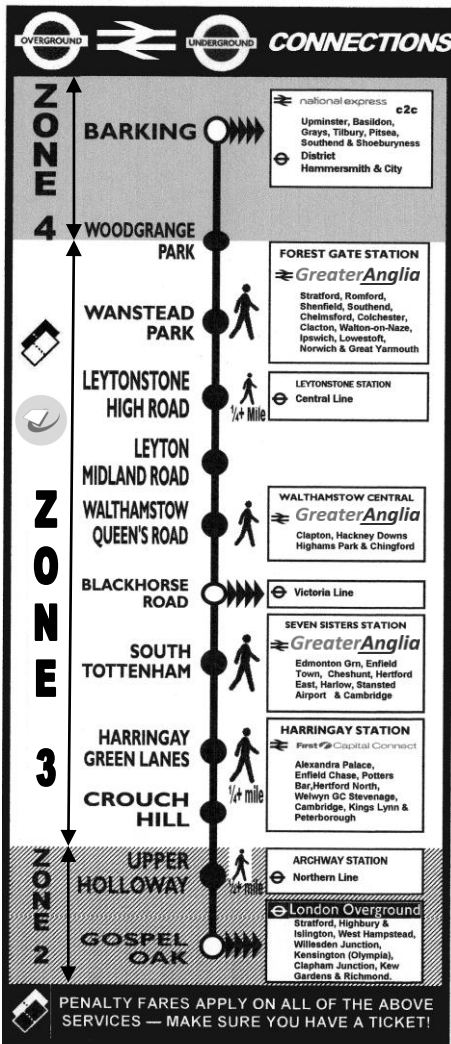 OVERGROUND UNDERGROUND CONNECTIONS
ZONE 4
BARKING
national express
c2c
Upminster, Basildon,
Grays, Tilbury, Pitsea,
Southend & Shoeburyness
District
Hammersmith & City
WOODGRANGE
PARK
ZONE 3
FOREST GATE STATION
GreaterAnglia
Stratford, Romford,
Shenfield, Southend,
Chelmsford, Colchester,
Clacton, Walton-on-Naze,
Ipswich, Lowestoft,
Norwich & Great Yarmouth
WANSTEAD
PARK
LEYTONSTONE
HIGH ROAD
¼+ Mile
LEYTONSTONE STATION
Central Line
LEYTON
MIDLAND ROAD
WALTHAMSTOW
QUEEN'S ROAD
WALTHAMSTOW CENTRAL
GreaterAnglia
Clapton, Hackney Downs
Highams Park & Chingford
BLACKHORSE
ROAD
Victoria Line
SOUTH
TOTTENHAM
SEVEN SISTERS STATION
GreaterAnglia
Edmonton Grn, Enfield
Town, Cheshunt, Hertford
East, Harlow, Stansted
Airport & Cambridge
HARRINGAY
GREEN LANES
¼+ mile
HARRINGAY STATION
First Capital Connect
Alexandra Palace,
Enfield Chase, Potters
Bar,Hertford North,
Welwyn GC Stevenage,
Cambridge, Kings Lynn &
Peterborough
CROUCH
HILL
ZONE 2
UPPER
HOLLOWAY
½+ mile
ARCHWAY STATION
Northern Line
GOSPEL
OAK
London Overground
Stratford, Highbury &
Islington, West Hampstead,
Willesden Junction,
Kensington (Olympia),
Clapham Junction, Kew
Gardens & Richmond.
PENALTY FARES APPLY ON ALL OF THE ABOVE
SERVICES — MAKE SURE YOU HAVE A TICKET!